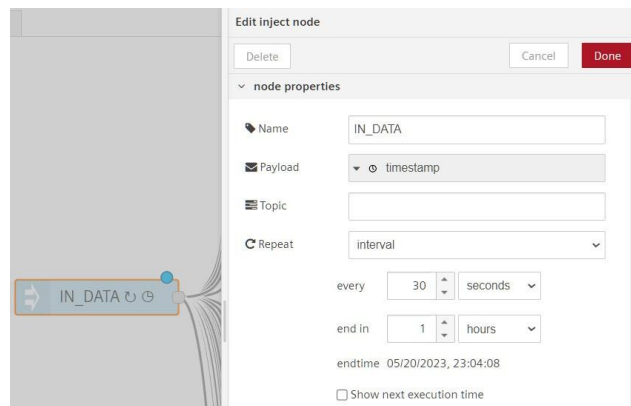 Edit inject node
Delete
Cancel
Done
node properties
Name
IN_DATA
Payload
timestamp
Topic
Repeat
interval
every
30
seconds
IN_DATA
end in
1
hours
endtime 05/20/2023, 23:04:08
Show next execution time